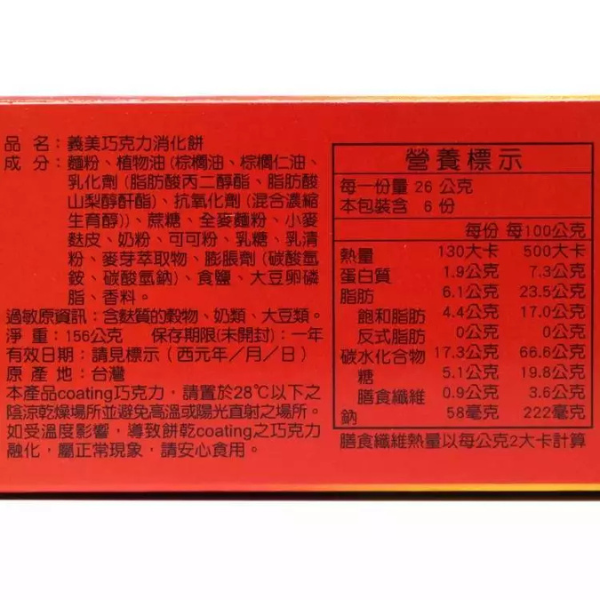 品 名：義美巧克力消化餅
成 分：麵粉、植物油（棕櫚油、棕櫚仁油、
乳化劑（脂肪酸丙二醇酯、脂肪酸
山梨醇酐酯）、抗氧化劑（混合濃縮
生育醇））、蔗糖、全麥麵粉、小麥
麩皮、奶粉、可可粉、乳糖、乳清
粉、麥芽萃取物、膨脹劑（碳酸氫
銨、碳酸氫鈉）、食鹽、大豆卵磷
脂、香料。
過敏原資訊：含麩質的穀物、奶類、大豆類。
淨 重：156公克 保存期限(未開封)：一年
有效日期：請見標示（西元年／月／日）
原 產 地：台灣
本產品coating巧克力，請置於28℃以下之
陰涼乾燥場所並避免高溫或陽光直射之場所。
如受溫度影響，導致餅乾coating之巧克力
融化，屬正常現象，請安心食用。
營養標示
每一份量 26 公克
本包裝含 6 份
每份 每100公克
熱量 130大卡 500大卡
蛋白質 1.9公克 7.3公克
脂肪 6.1公克 23.5公克
飽和脂肪 4.4公克 17.0公克
反式脂肪 0公克 0公克
碳水化合物 17.3公克 66.6公克
糖 5.1公克 19.8公克
膳食纖維 0.9公克 3.6公克
鈉 58毫克 222毫克
膳食纖維熱量以每公克2大卡計算